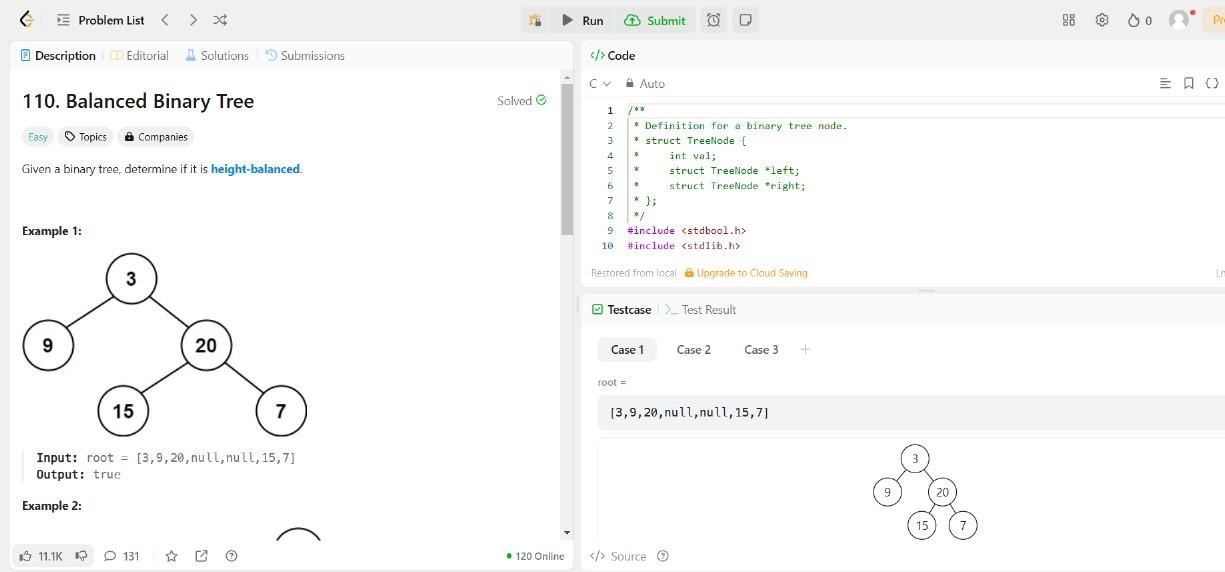 Problem List
Run
Submit
0
Description
Editorial
Solutions
Submissions
110. Balanced Binary Tree
Solved
Easy
Topics
Companies
Given a binary tree, determine if it is height-balanced.
Example 1:
3
9
20
15
7
Input: root = [3,9,20,null,null,15,7]
Output: true
Example 2:
11.1K
131
120 Online
</> Code
C
Auto
1 /**
2 * Definition for a binary tree node.
3 * struct TreeNode {
4 * int val;
5 * struct TreeNode *left;
6 * struct TreeNode *right;
7 * };
8 */
9 #include <stdbool.h>
10 #include <stdlib.h>
Restored from local
Upgrade to Cloud Saving
Testcase
Test Result
Case 1
Case 2
Case 3
+
root =
[3,9,20,null,null,15,7]
3
9
20
15
7
</> Source